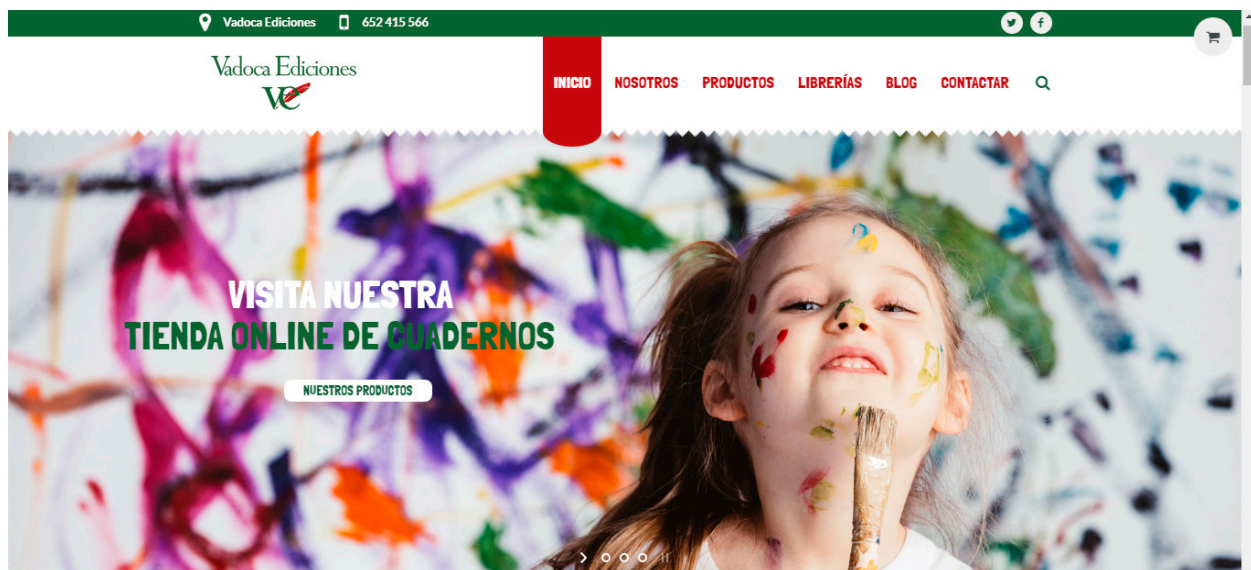 Vadoca Ediciones 652 415 566
Vadoca Ediciones
VE
INICIO NOSOTROS PRODUCTOS LIBRERÍAS BLOG CONTACTAR
VISITA NUESTRA
TIENDA ONLINE DE CUADERNOS
NUESTROS PRODUCTOS